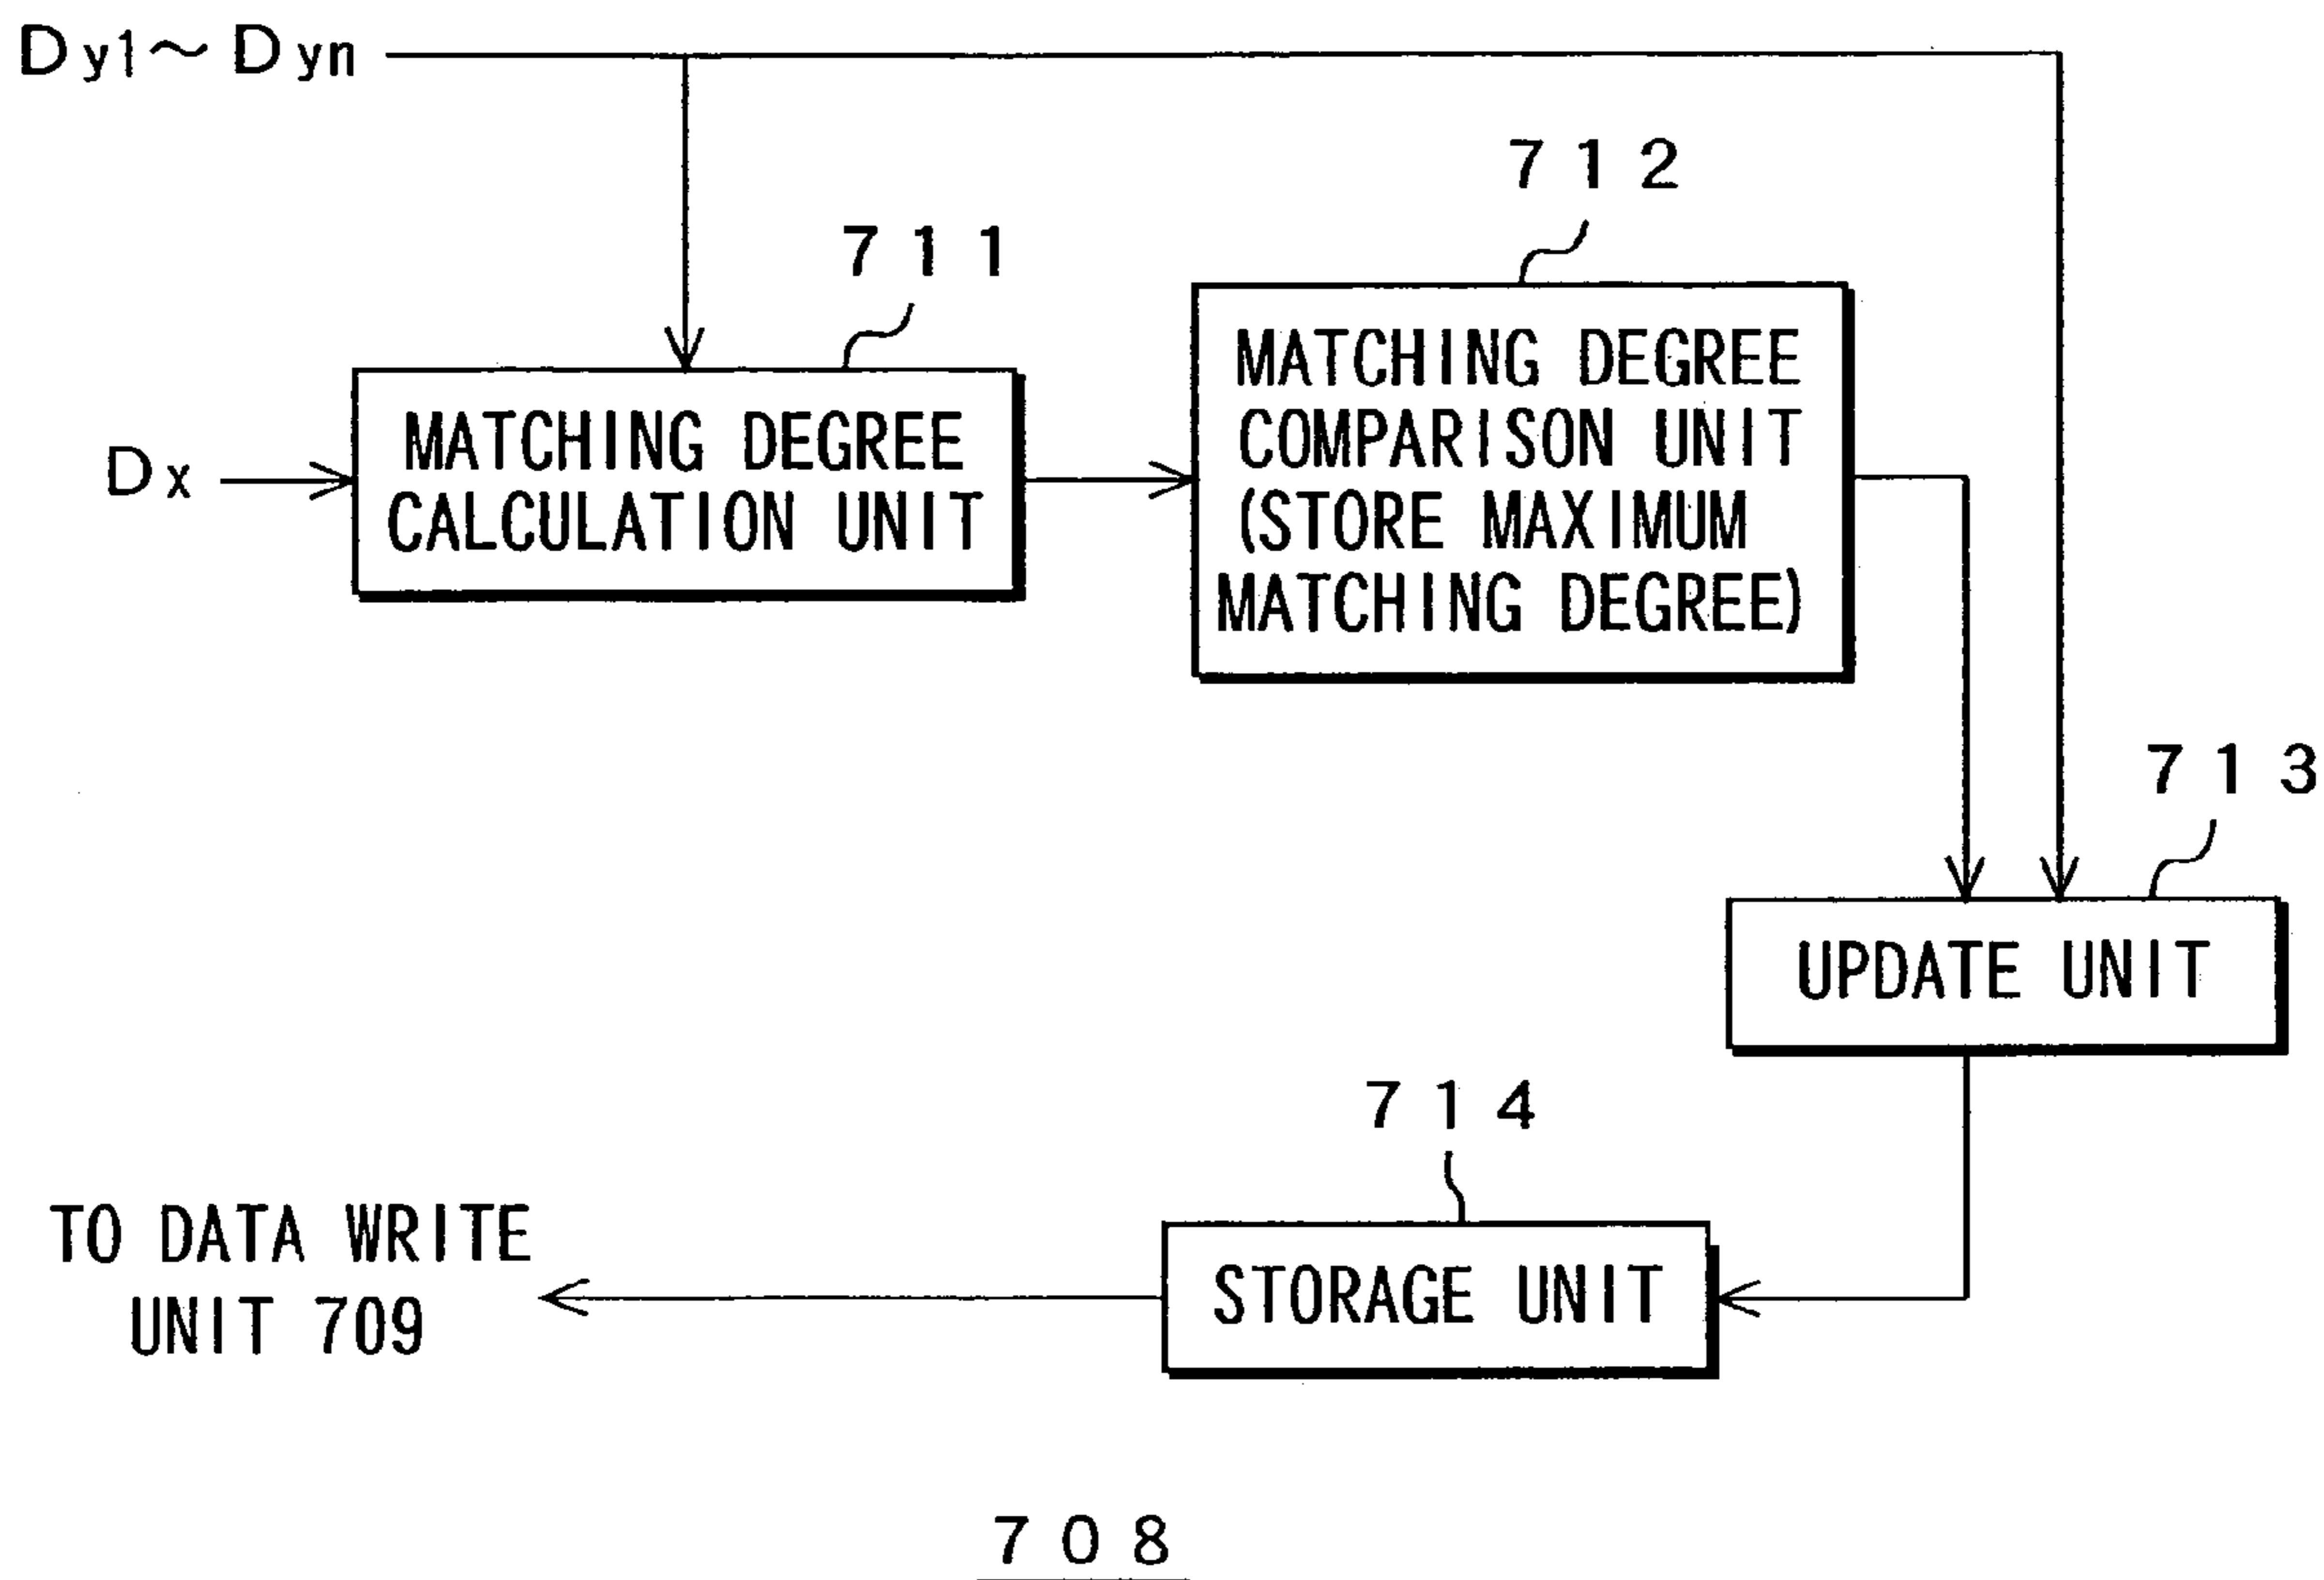 Dy1～Dyn
712
711
MATCHING DEGREE
COMPARISON UNIT
(STORE MAXIMUM
MATCHING DEGREE)
MATCHING DEGREE
CALCULATION UNIT
Dx
713
UPDATE UNIT
714
STORAGE UNIT
TO DATA WRITE
UNIT 709
708